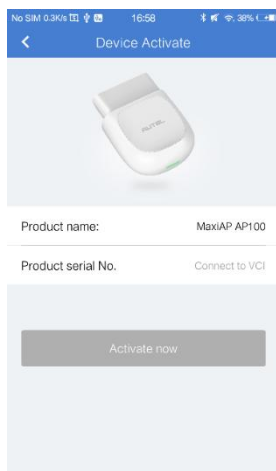 No SIM 0.3K/s 16:58 38%
Device Activate
AUTEL
Product name: MaxiAP AP100
Product serial No. Connect to VCI
Activate now